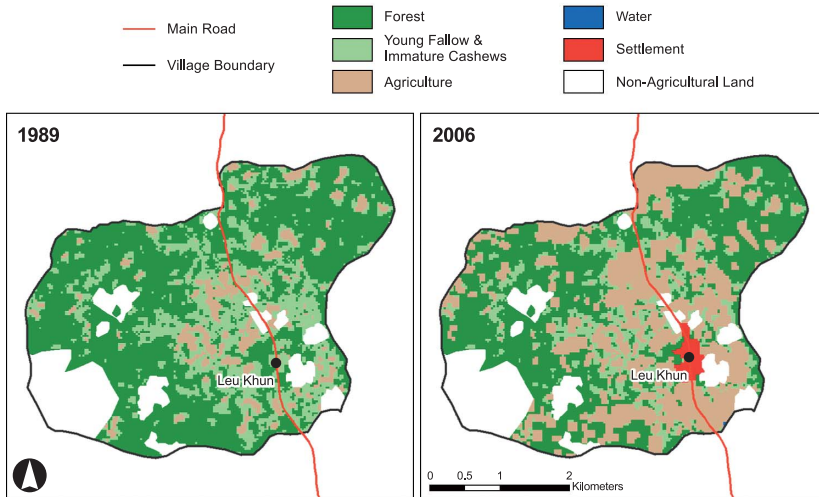 Main Road
Village Boundary
Forest
Young Fallow &
Immature Cashews
Agriculture
Water
Settlement
Non-Agricultural Land
1989
Leu Khun
2006
Leu Khun
0 0.5 1 2
Kilometers